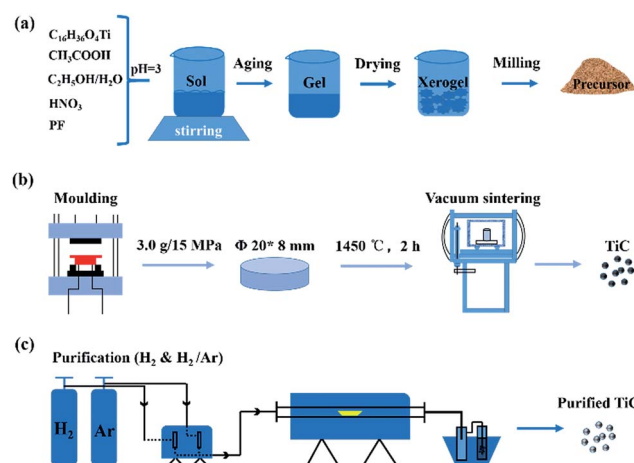 (a)
C₁₆H₃₆O₄Ti
CH₃COOH
C₂H₅OH/H₂O
HNO₃
PF
pH=3
Sol
stirring
Aging
Gel
Drying
Xerogel
Milling
Precursor
(b)
Moulding
3.0 g/15 MPa
Φ 20* 8 mm
1450 ℃, 2 h
Vacuum sintering
TiC
(c)
Purification (H₂ & H₂/Ar)
H₂
Ar
Purified TiC